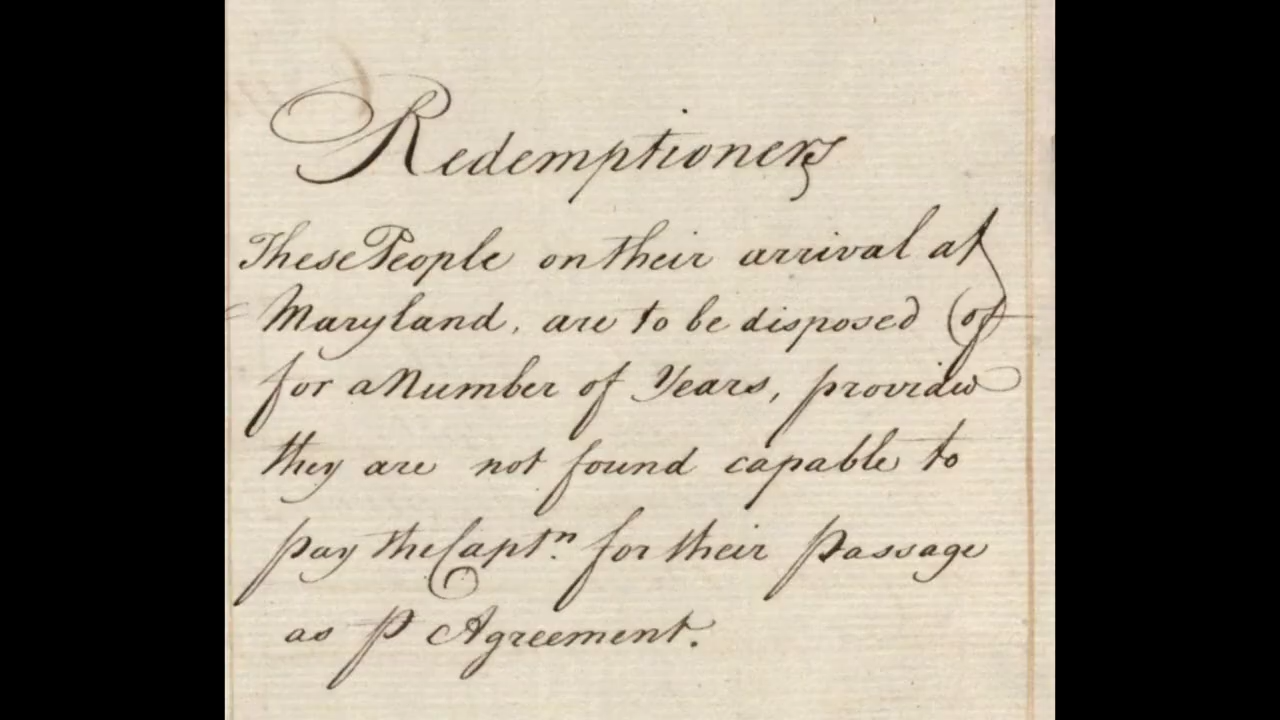 Redemptioners
These People on their arrival at
Maryland, are to be disposed of
for a Number of Years, provide
they are not found capable to
pay the Captn. for their Passage
as P Agreement.